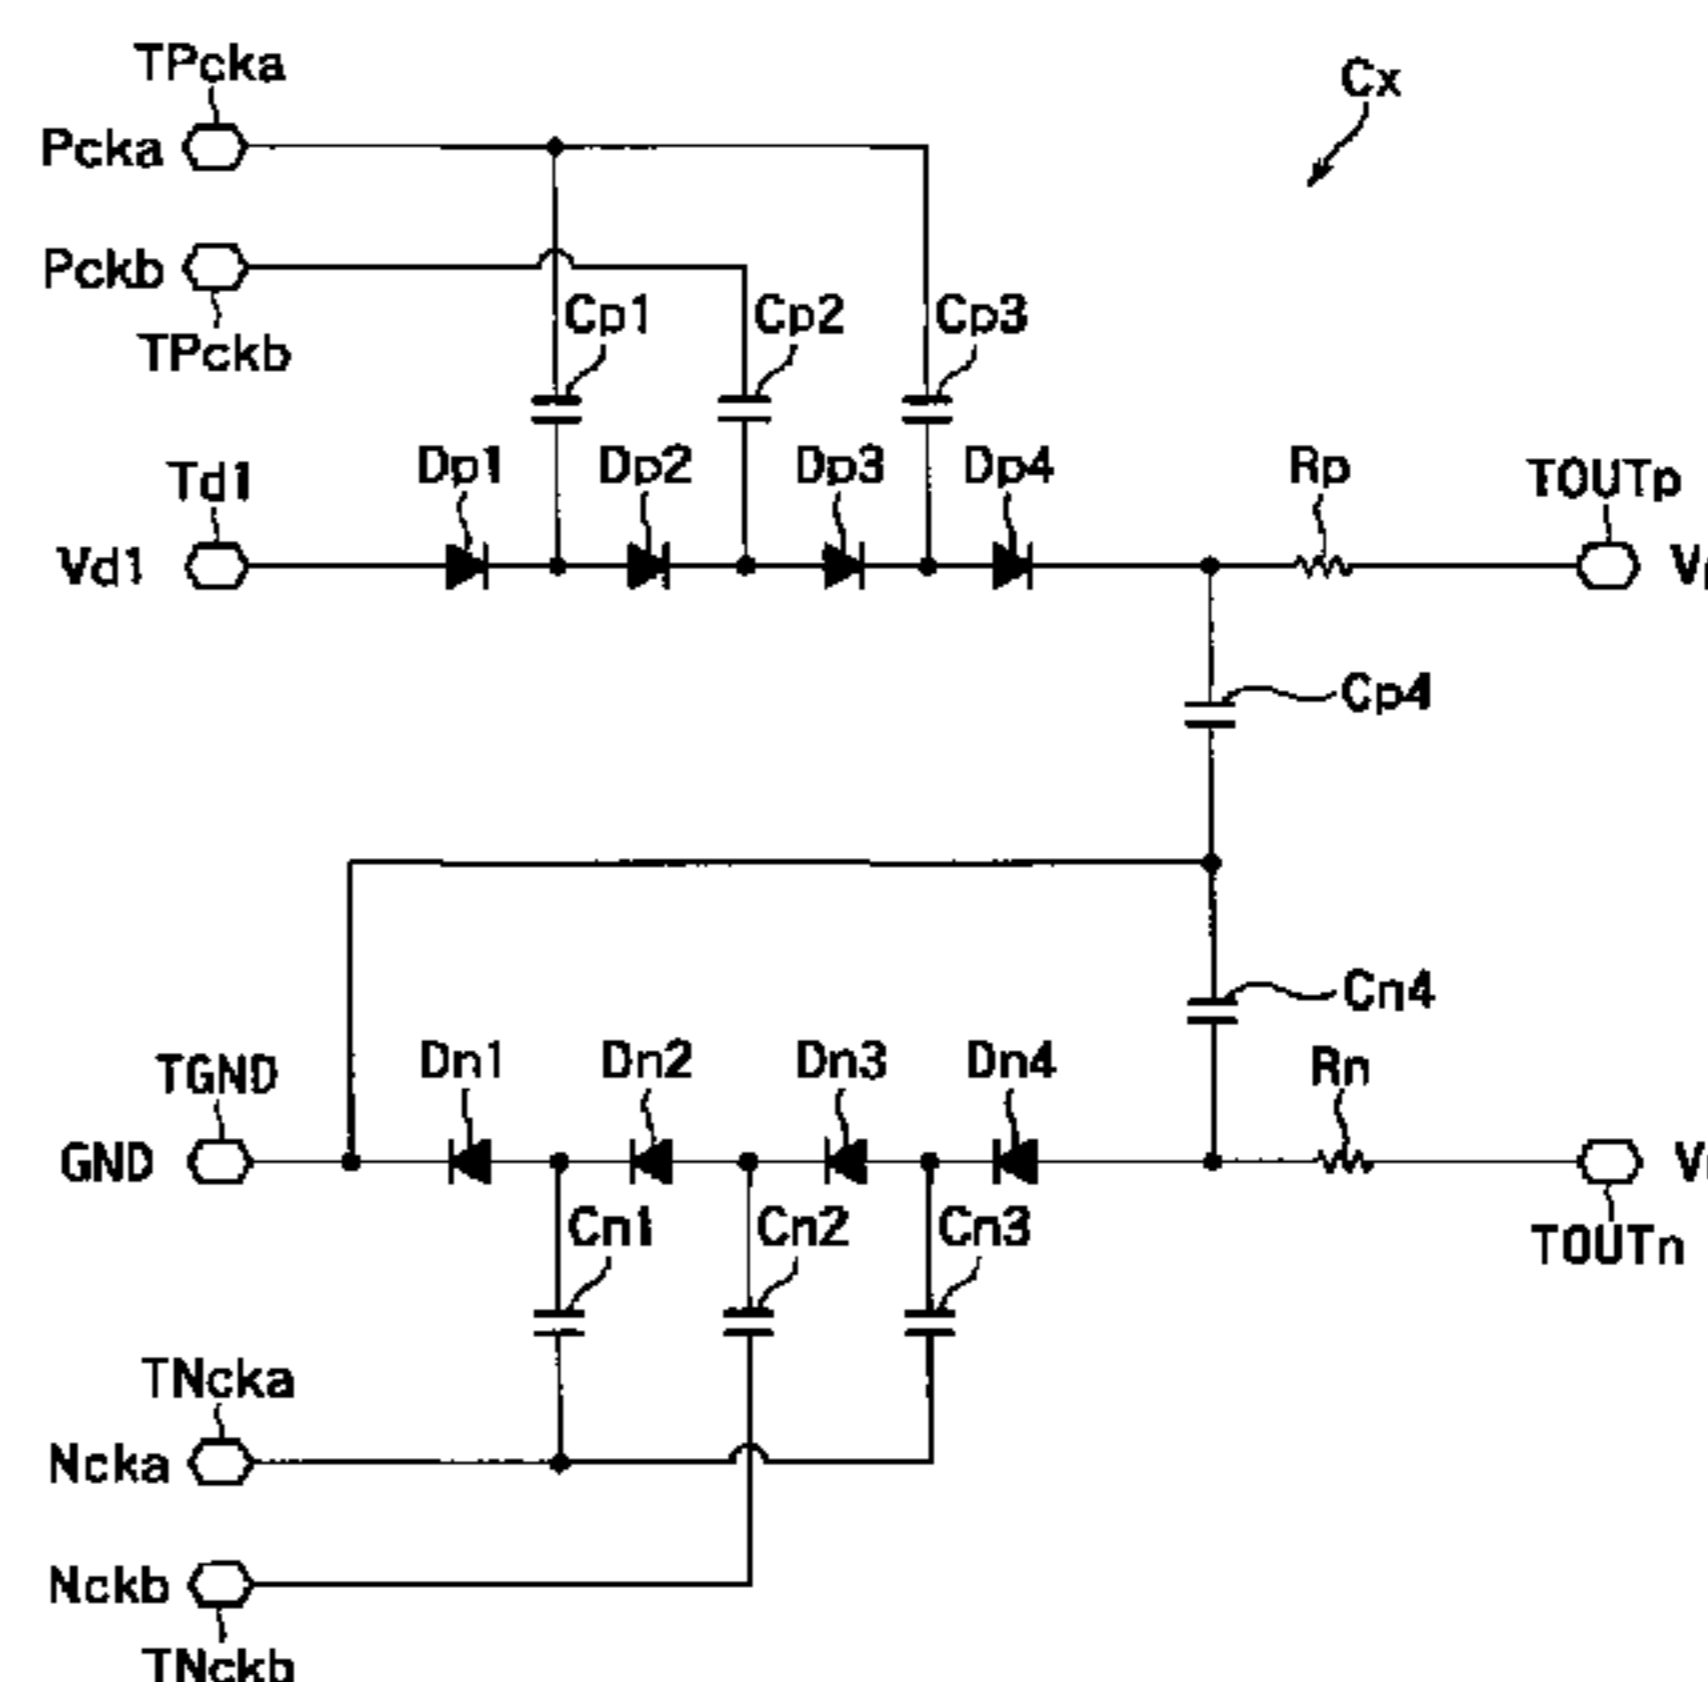 TPcka
Cx
Pcka
Pckb
Cp1 Cp2 Cp3
TPckb
Td1 Dp1 Dp2 Dp3 Dp4 Rp TOUTp
Vd1
Cp4
Cn4
TGND Dn1 Dn2 Dn3 Dn4 Rn
GND
Cn1 Cn2 Cn3 TOUTn
TNcka
Ncka
Nckb
TNckb